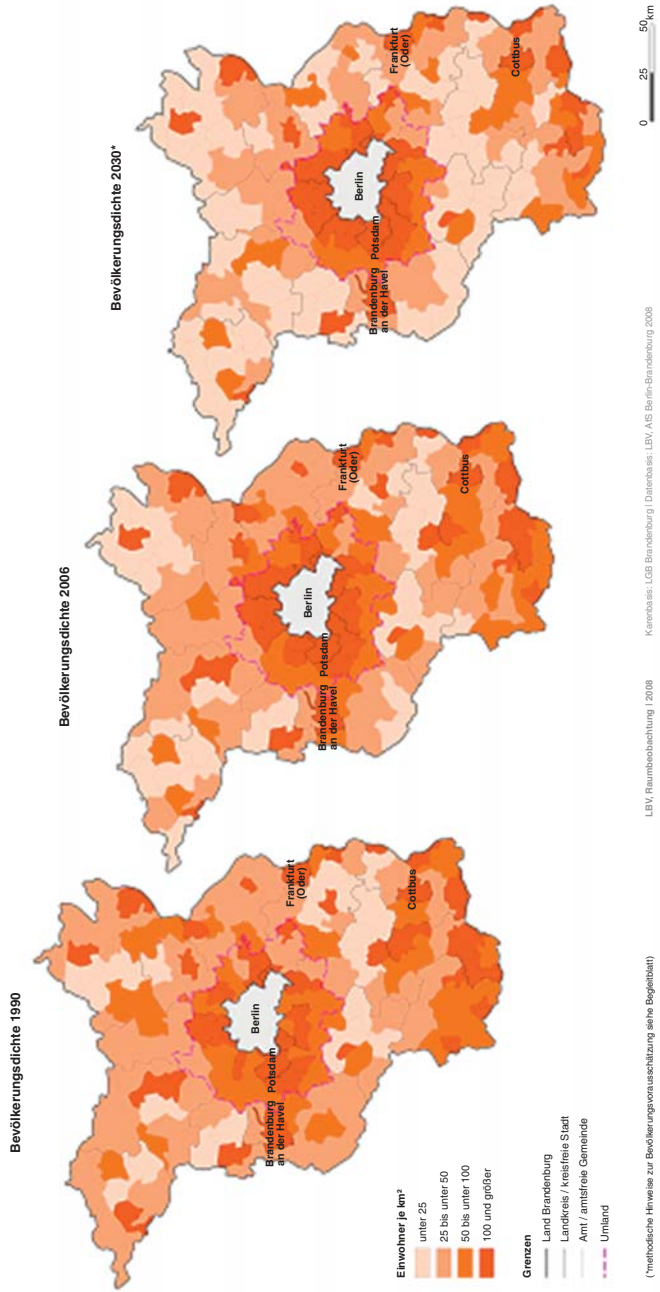 Bevölkerungsdichte 1990
Berlin
Potsdam
Brandenburg
an der Havel
Frankfurt
(Oder)
Cottbus
Bevölkerungsdichte 2006
Berlin
Potsdam
Brandenburg
an der Havel
Frankfurt
(Oder)
Cottbus
Bevölkerungsdichte 2030*
Berlin
Potsdam
Brandenburg
an der Havel
Frankfurt
(Oder)
Cottbus
Einwohner je km²
unter 25
25 bis unter 50
50 bis unter 100
100 und größer
Grenzen
Land Brandenburg
Landkreis / kreisfreie Stadt
Amt / amtsfreie Gemeinde
Umland
0 25 50 km
(*methodische Hinweise zur Bevölkerungsvorausschätzung siehe Begleitblatt)
LBV, Raumbeobachtung | 2008
Karenbasis: LGB Brandenburg | Datenbasis: LBV, AfS Berlin-Brandenburg 2008